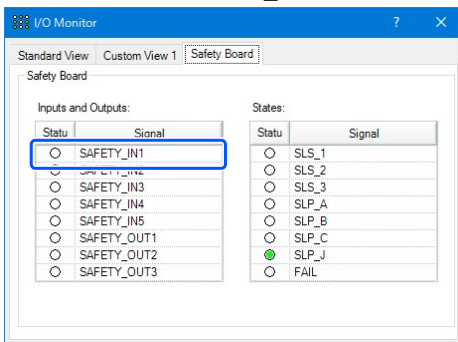 I/O Monitor ? ×
Standard View Custom View 1 Safety Board
Safety Board
Inputs and Outputs: States:
Statu Signal Statu Signal
SAFETY_IN1 SLS_1
SAFETY_IN2 SLS_2
SAFETY_IN3 SLS_3
SAFETY_IN4 SLP_A
SAFETY_IN5 SLP_B
SAFETY_OUT1 SLP_C
SAFETY_OUT2 SLP_J
SAFETY_OUT3 FAIL